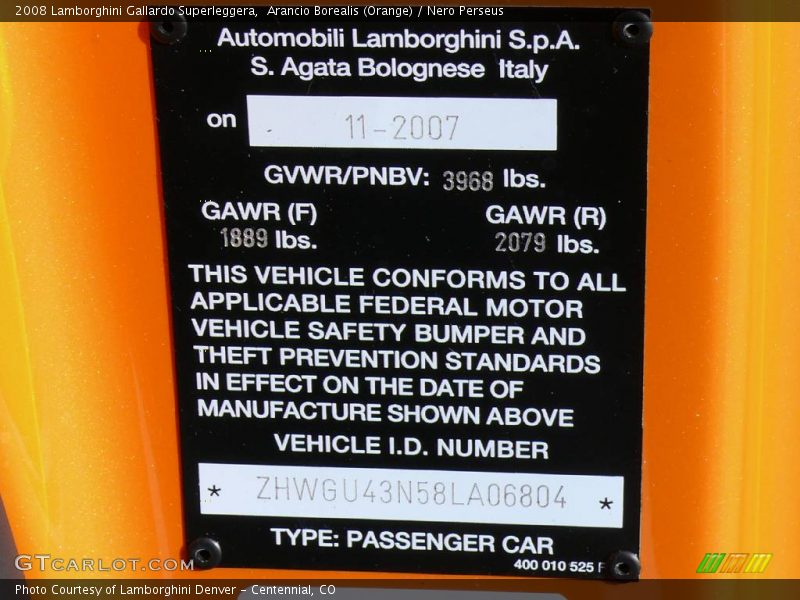 2008 Lamborghini Gallardo Superleggera,  Arancio Borealis (Orange) / Nero Perseus
Automobili Lamborghini S.p.A.
S. Agata Bolognese Italy
on 11-2007
GVWR/PNBV: 3968 lbs.
GAWR (F) GAWR (R)
1889 lbs. 2079 lbs.
THIS VEHICLE CONFORMS TO ALL
APPLICABLE FEDERAL MOTOR
VEHICLE SAFETY BUMPER AND
THEFT PREVENTION STANDARDS
IN EFFECT ON THE DATE OF
MANUFACTURE SHOWN ABOVE
VEHICLE I.D. NUMBER
* ZHWGU43N58LA06804 *
TYPE: PASSENGER CAR
400 010 525 F
GTCARLOT.COM
Photo Courtesy of Lamborghini Denver - Centennial, CO